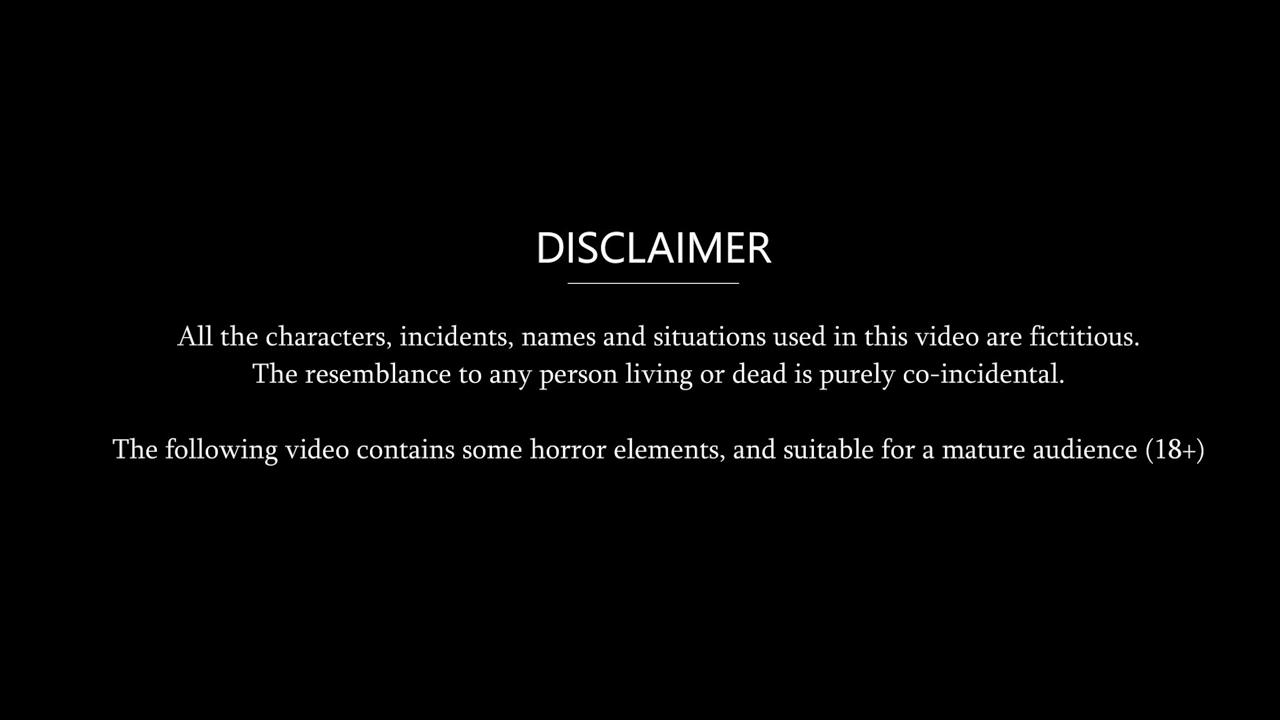 DISCLAIMER
All the characters, incidents, names and situations used in this video are fictitious.
The resemblance to any person living or dead is purely co-incidental.
The following video contains some horror elements, and suitable for a mature audience (18+)